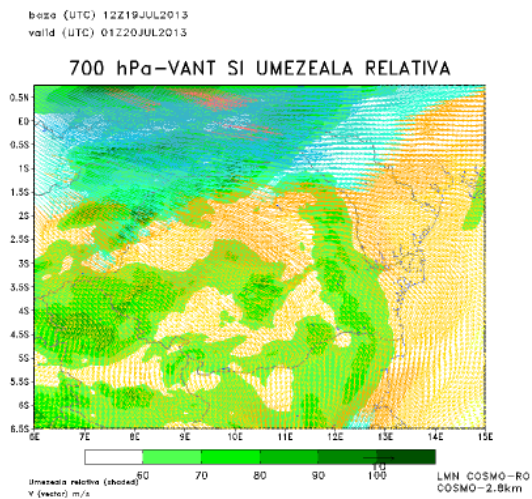 baza (UTC) 12Z19JUL2013
valid (UTC) 01Z20JUL2013
700 hPa-VANT SI UMEZEALA RELATIVA
0.5N
E0
0.5S
S1
1.5S
2S
2.5S
3S
3.5S
4S
4.5S
5S
5.5S
6S
6.5S
6E 7E 8E 9E 10E 11E 12E 13E 14E 15E
60 70 80 90 100
Umezeala relativa (shaded)
V (vector) m/s
LMN COSMO-RO
COSMO-2.8km